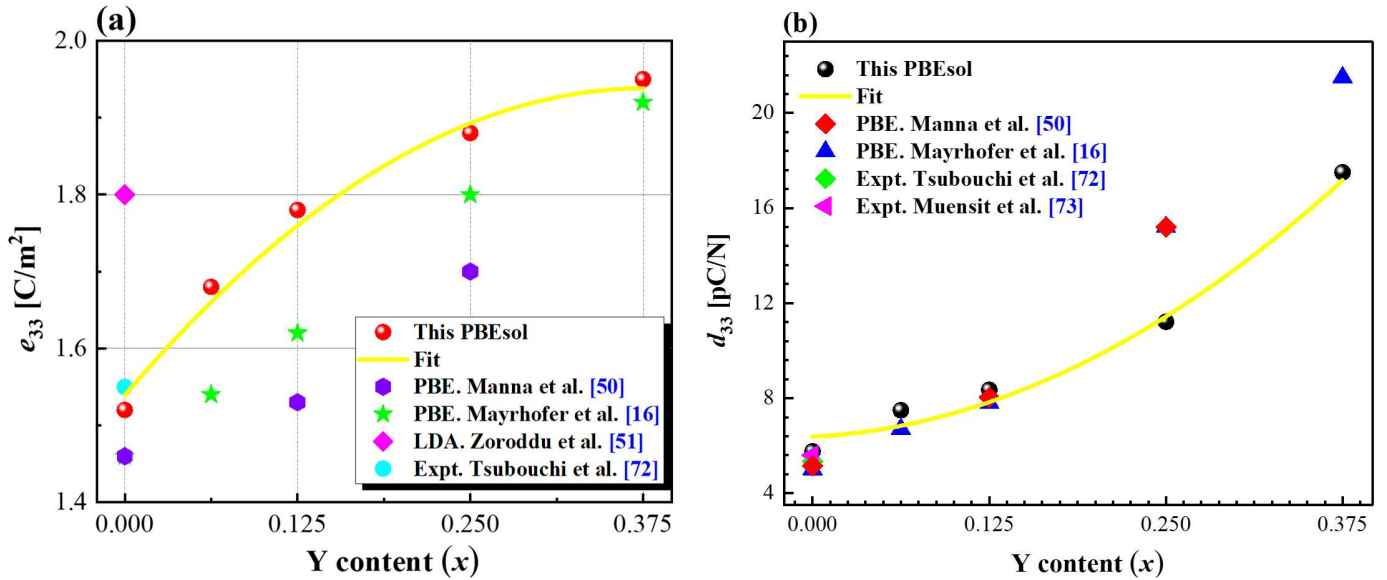 (a)
2.0
1.8
1.6
1.4
e33 [C/m2]
This PBEsol
Fit
PBE. Manna et al. [50]
PBE. Mayrhofer et al. [16]
LDA. Zoroddu et al. [51]
Expt. Tsubouchi et al. [72]
0.000 0.125 0.250 0.375
Y content (x)
(b)
20
16
12
8
4
d33 [pC/N]
This PBEsol
Fit
PBE. Manna et al. [50]
PBE. Mayrhofer et al. [16]
Expt. Tsubouchi et al. [72]
Expt. Muensit et al. [73]
0.000 0.125 0.250 0.375
Y content (x)